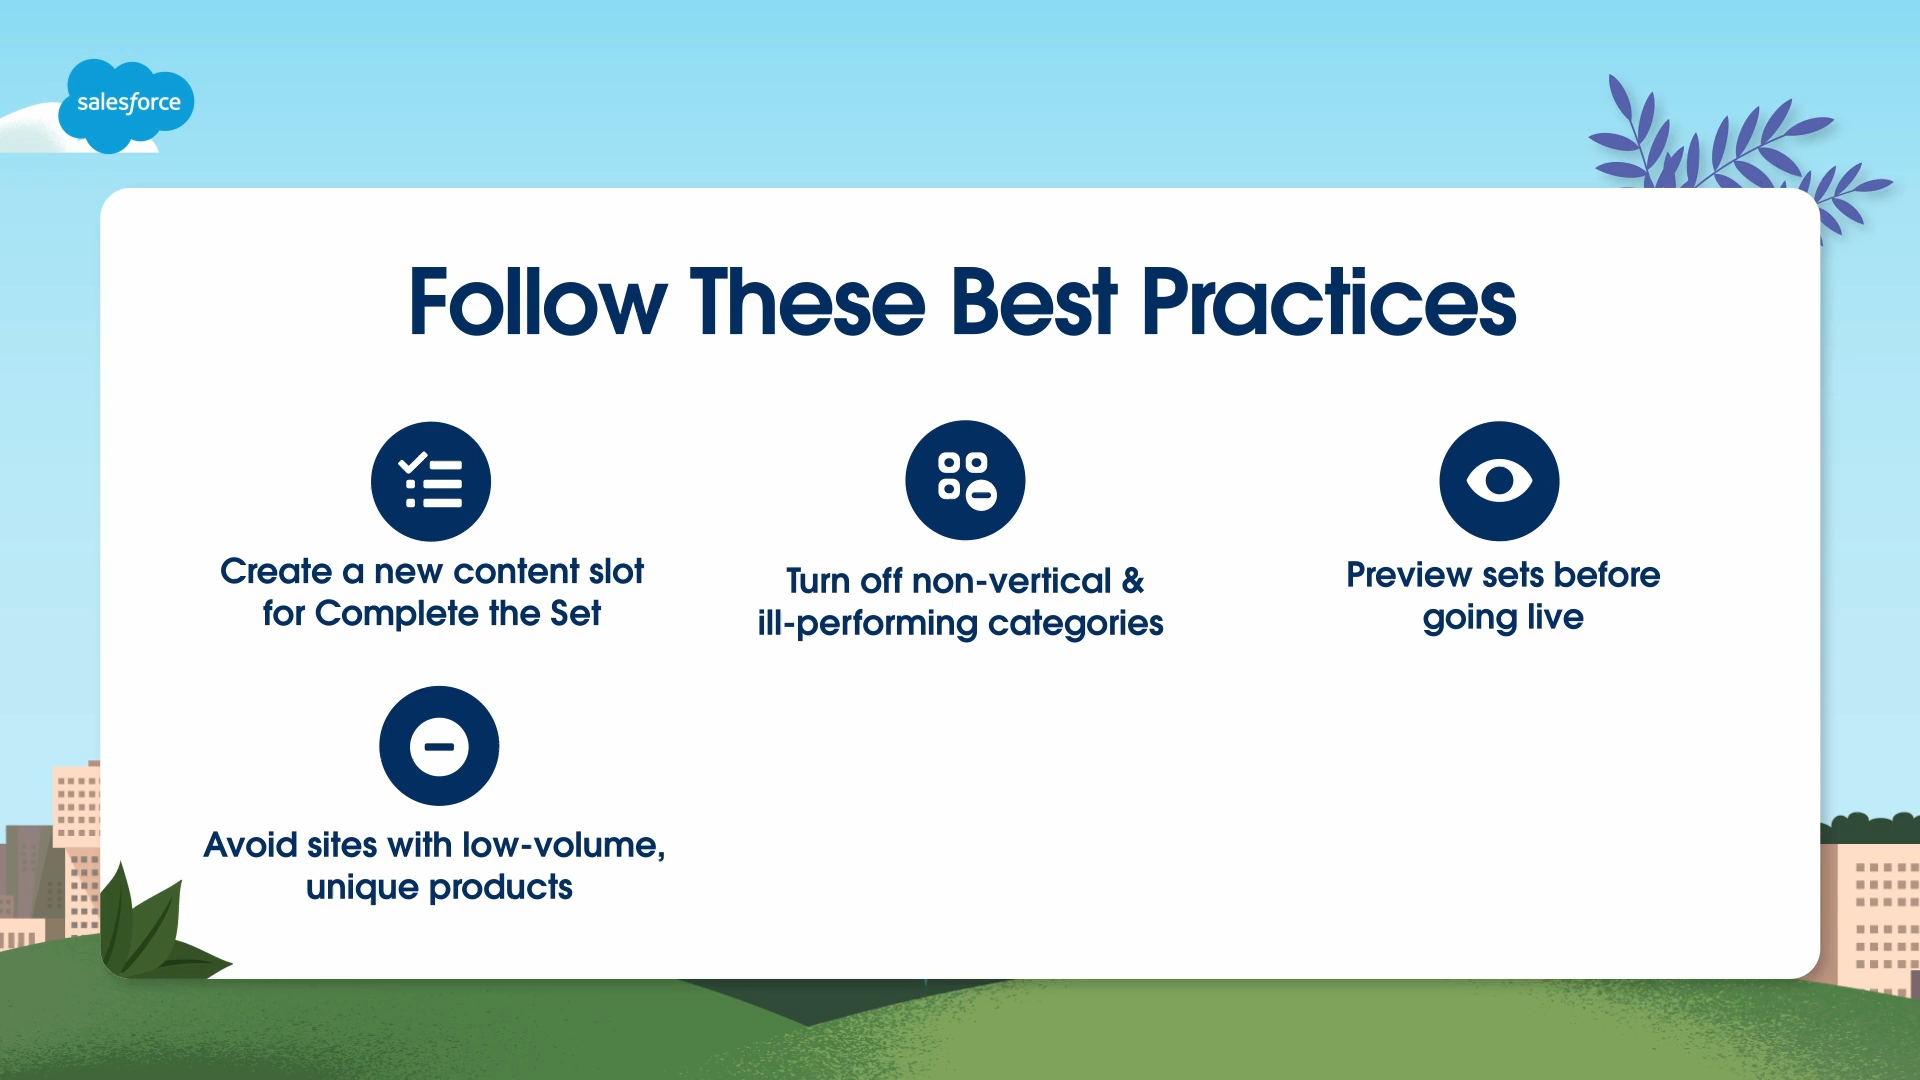 salesforce
Follow These Best Practices
Create a new content slot
for Complete the Set
Turn off non-vertical &
ill-performing categories
Preview sets before
going live
Avoid sites with low-volume,
unique products